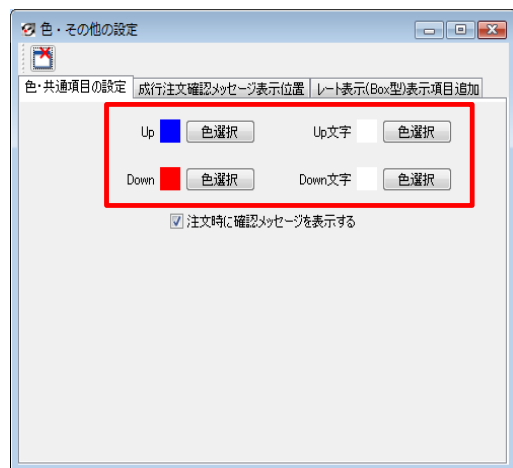 色・その他の設定
色・共通項目の設定 成行注文確認メッセージ表示位置 レート表示(Box型)表示項目追加
Up 色選択 Up文字 色選択
Down 色選択 Down文字 色選択
注文時に確認メッセージを表示する